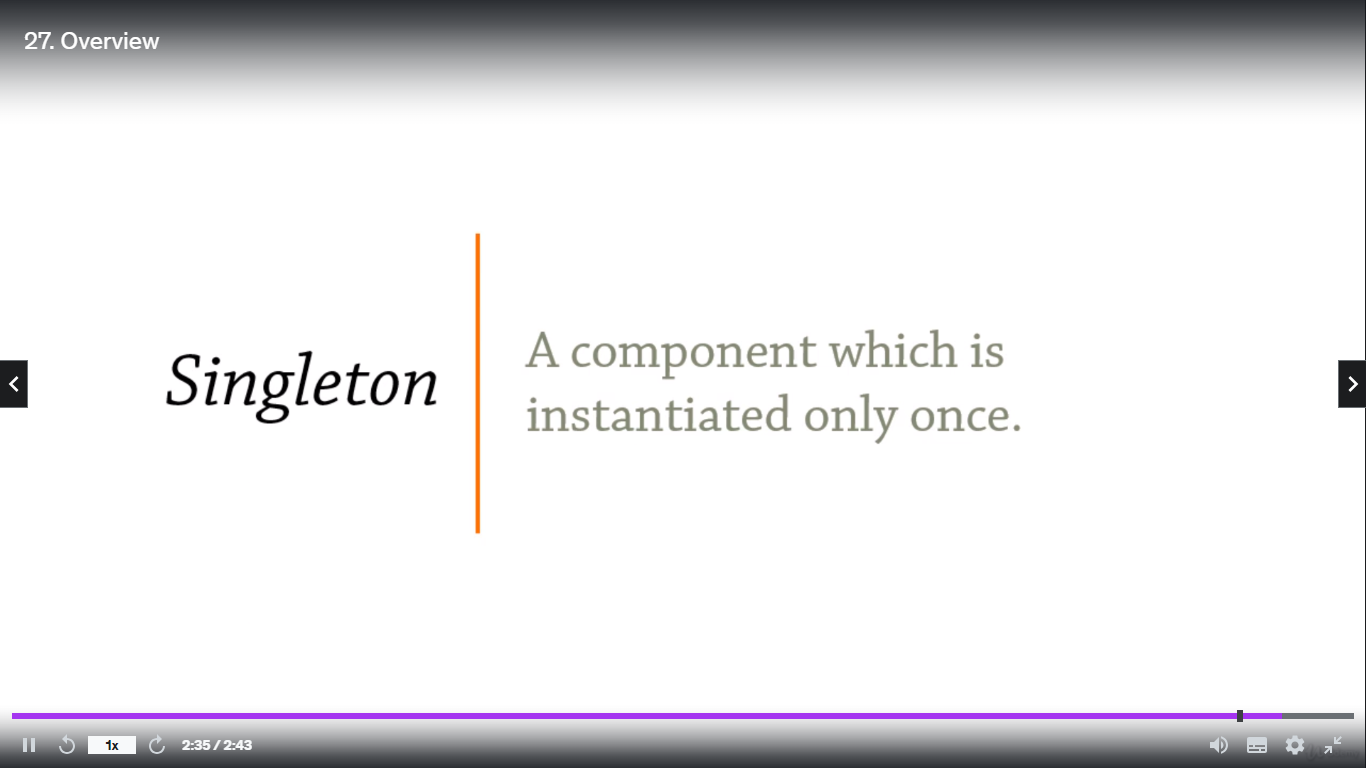 27. Overview
Singleton
A component which is
instantiated only once.
1x
2:35 / 2:43